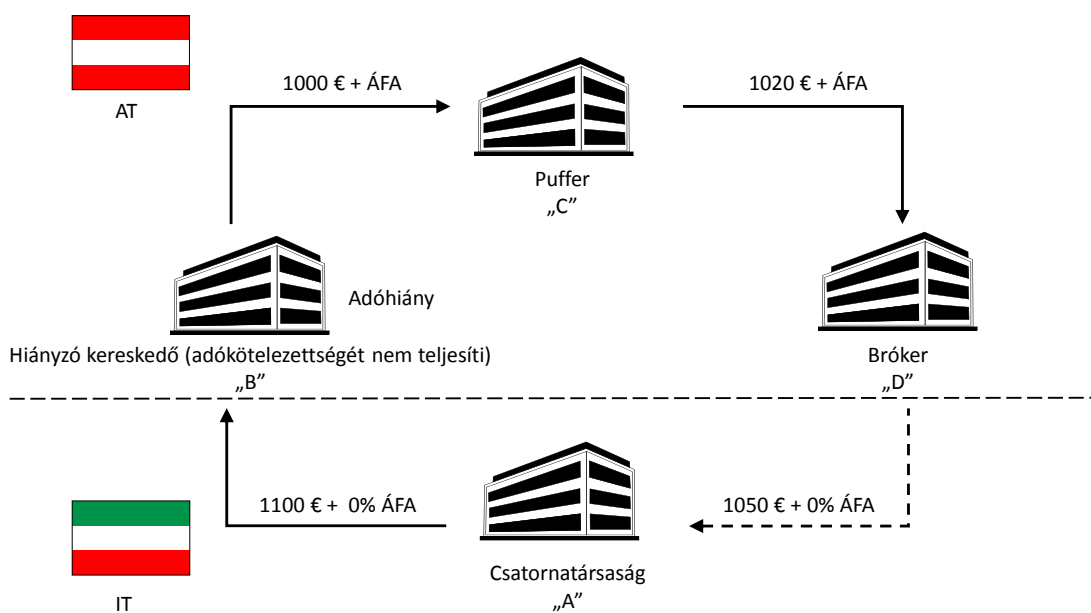 AT
1000 € + ÁFA
1020 € + ÁFA
Puffer
„C”
Adóhiány
Hiányzó kereskedő (adókötelezettségét nem teljesíti)
„B”
Bróker
„D”
1100 € + 0% ÁFA
1050 € + 0% ÁFA
Csatornatársaság
„A”
IT